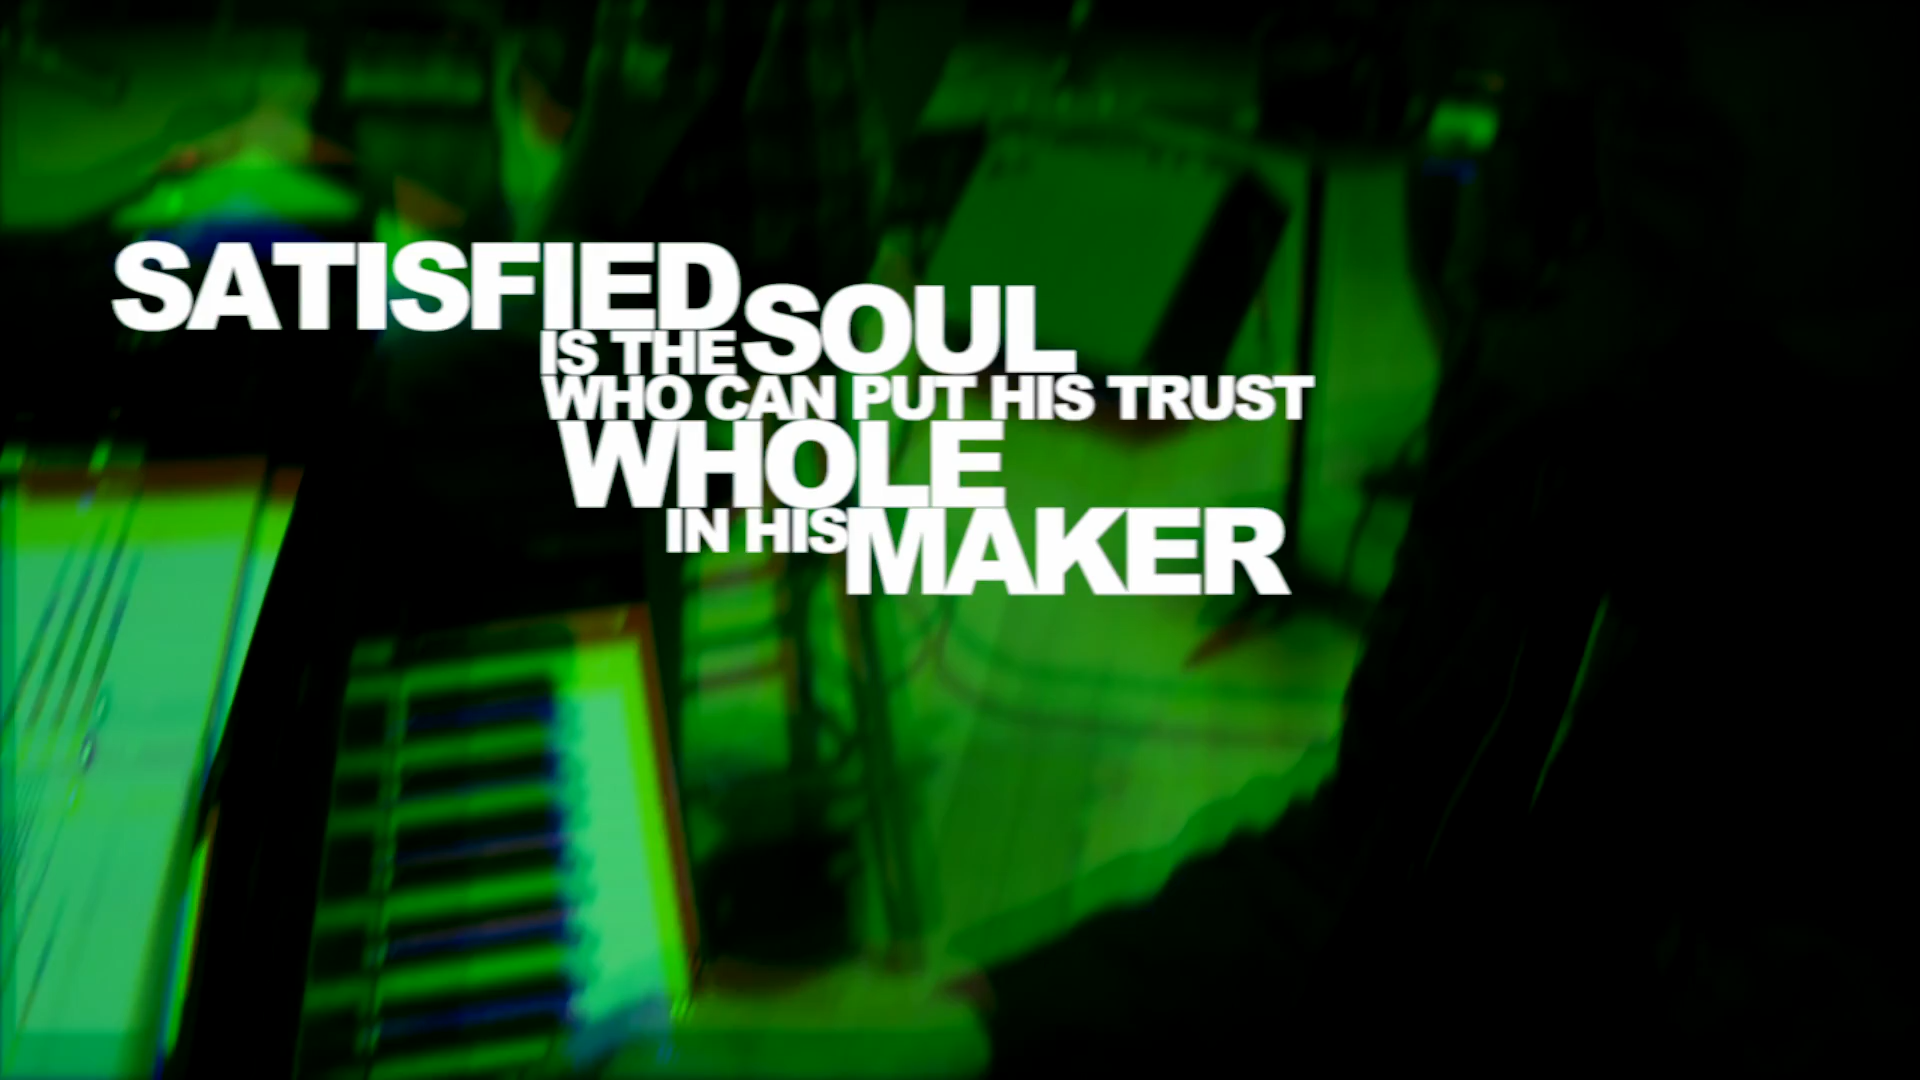 SATISFIED
IS THE SOUL
WHO CAN PUT HIS TRUST
WHOLE
IN HIS MAKER